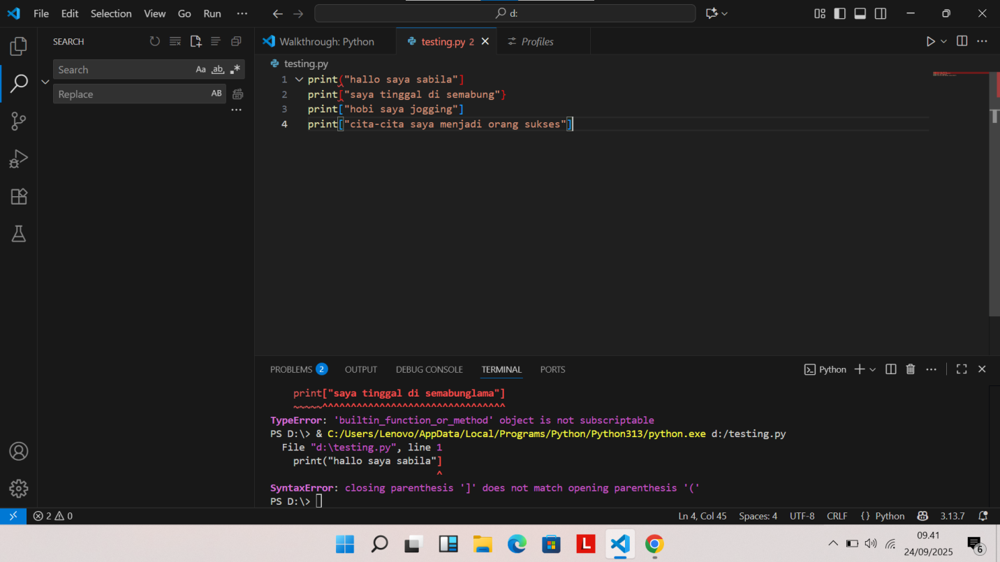 File Edit Selection View Go Run ··· d:
SEARCH
Search Aa ab
Replace AB
···
Walkthrough: Python testing.py 2 Profiles
testing.py
1 print("hallo saya sabila"]
2 print["saya tinggal di semabung"}
3 print["hobi saya jogging"]
4 print["cita-cita saya menjadi orang sukses"]
PROBLEMS 2 OUTPUT DEBUG CONSOLE TERMINAL PORTS Python
print["saya tinggal di semabunglama"]
~~~~~^^^^^^^^^^^^^^^^^^^^^^^^^^^^^^^^
TypeError: 'builtin_function_or_method' object is not subscriptable
PS D:\> & C:/Users/Lenovo/AppData/Local/Programs/Python/Python313/python.exe d:/testing.py
File "d:\testing.py", line 1
print("hallo saya sabila"]
^
SyntaxError: closing parenthesis ']' does not match opening parenthesis '('
PS D:\>
2 0 Ln 4, Col 45 Spaces: 4 UTF-8 CRLF {} Python 3.13.7
L
09.41
24/09/2025
6